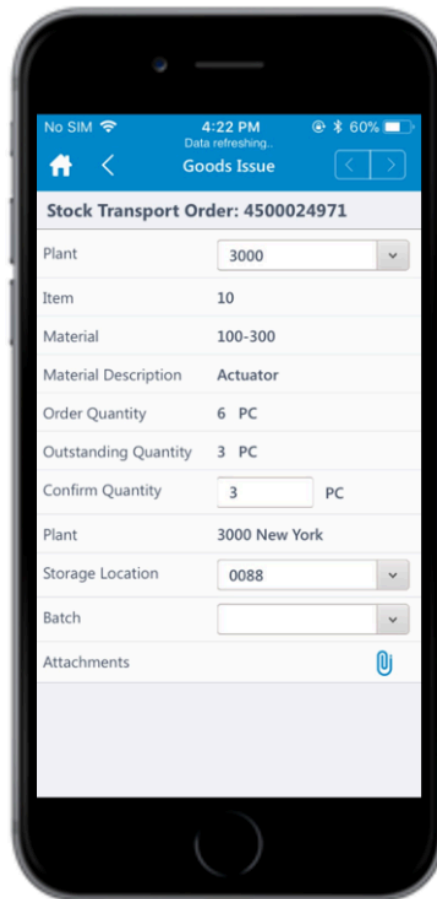 No SIM 4:22 PM 60%
Data refreshing..
Goods Issue
Stock Transport Order: 4500024971
Plant 3000
Item 10
Material 100-300
Material Description Actuator
Order Quantity 6 PC
Outstanding Quantity 3 PC
Confirm Quantity 3 PC
Plant 3000 New York
Storage Location 0088
Batch
Attachments